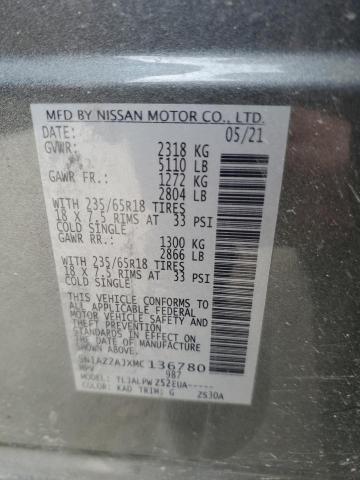 MFD BY NISSAN MOTOR CO., LTD.
DATE: 05/21
GVWR: 2318 KG
5110 LB
GAWR FR.: 1272 KG
2804 LB
WITH 235/65R18 TIRES
18 X 7.5 RIMS AT 33 PSI
COLD SINGLE
GAWR RR.: 1300 KG
2866 LB
WITH 235/65R18 TIRES
18 X 7.5 RIMS AT 33 PSI
COLD SINGLE
THIS VEHICLE CONFORMS TO
ALL APPLICABLE FEDERAL
MOTOR VEHICLE SAFETY
STANDARDS IN EFFECT ON THE
DATE OF MANUFACTURE SHOWN
ABOVE.
5N1AZ2AJXMC136780
MPV 987
MODEL: TLJALPW Z52EUA-----
COLOR: KAD TRIM: G ZS30A